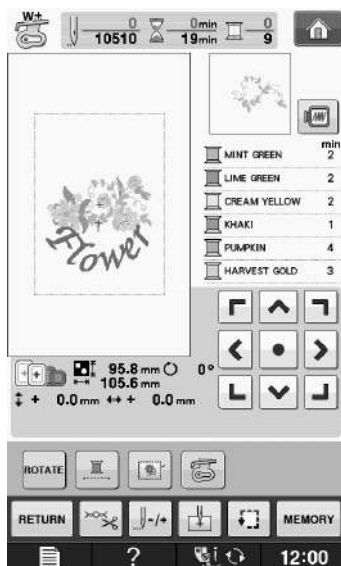 W+
0 0min 0
10510 19min 9
min
MINT GREEN 2
LIME GREEN 2
CREAM YELLOW 2
KHAKI 1
PUMPKIN 4
HARVEST GOLD 3
Flower
95.8 mm 0°
105.6 mm
+ 0.0 mm + 0.0 mm
ROTATE
RETURN -/+ MEMORY
? i 12:00